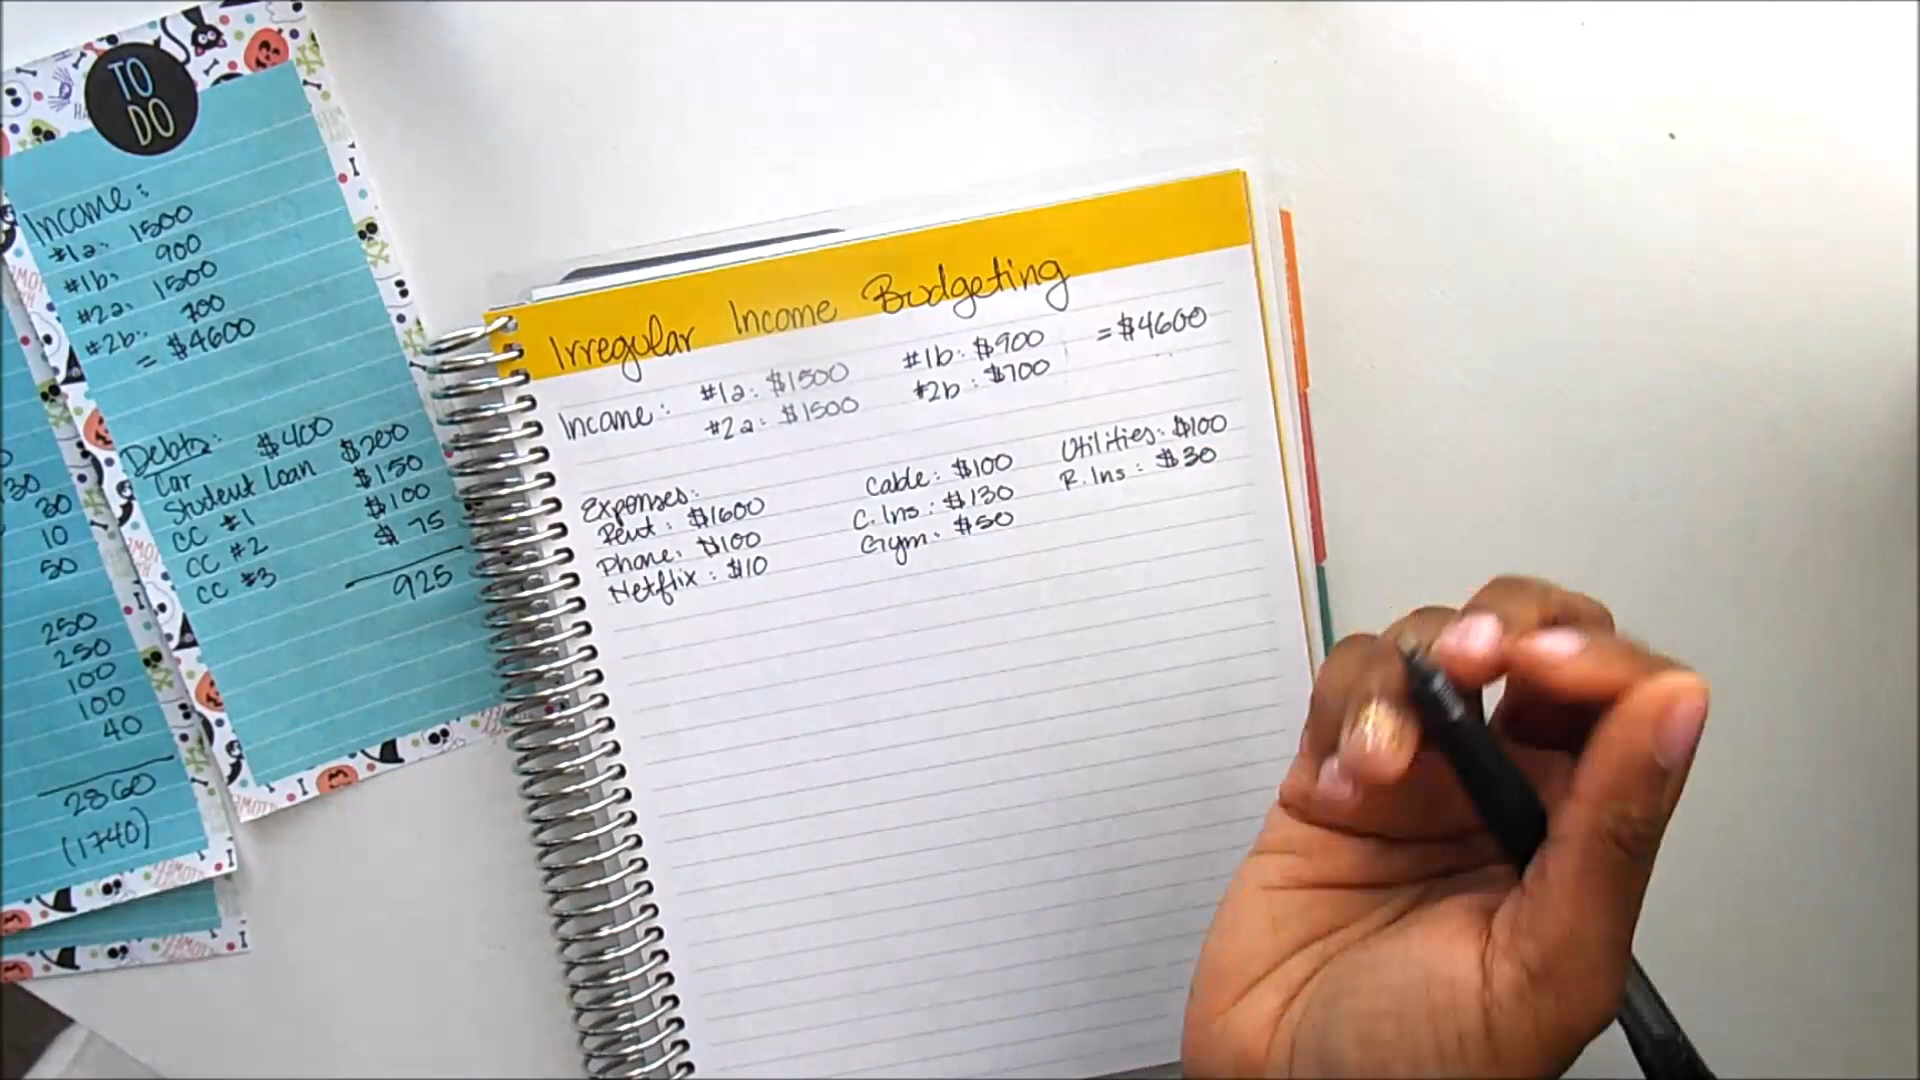 TO
DO
Income:
#1a: 1500
#1b: 900
#2a: 1500
#2b: 700
= $4600
Debts:
Car $400
Student Loan $200
CC #1 $150
CC #2 $100
CC #3 $75
925
30
30
10
50
250
250
100
100
40
2860
(1740)
Irregular Income Budgeting
Income: #1a: $1500 #1b: $900 = $4600
#2a: $1500 #2b: $700
Expenses:
Rent: $1600 Cable: $100 Utilities: $100
Phone: $100 C. Ins: $130 R. Ins: $30
Netflix: $10 Gym: $50